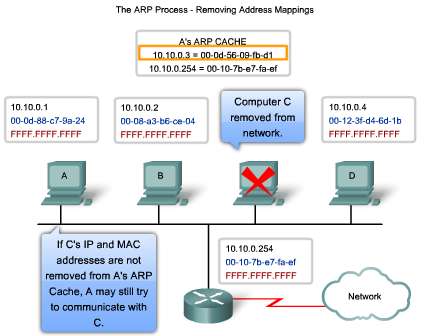 The ARP Process - Removing Address Mappings
A's ARP CACHE
10.10.0.3 = 00-0d-56-09-fb-d1
10.10.0.254 = 00-10-7b-e7-fa-ef
10.10.0.1
00-0d-88-c7-9a-24
FFFF.FFFF.FFFF
10.10.0.2
00-08-a3-b6-ce-04
FFFF.FFFF.FFFF
Computer C
removed from
network.
10.10.0.4
00-12-3f-d4-6d-1b
FFFF.FFFF.FFFF
A
B
D
If C's IP and MAC
addresses are not
removed from A's ARP
Cache, A may still try
to communicate with
C.
10.10.0.254
00-10-7b-e7-fa-ef
FFFF.FFFF.FFFF
Network